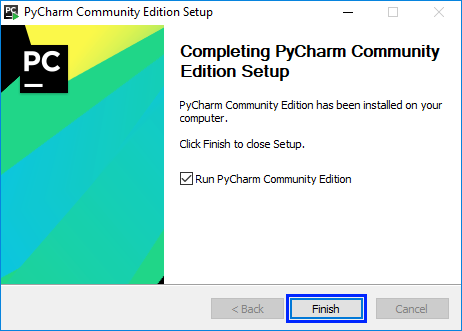 PyCharm Community Edition Setup
PC
Completing PyCharm Community
Edition Setup
PyCharm Community Edition has been installed on your
computer.
Click Finish to close Setup.
Run PyCharm Community Edition
< Back
Finish
Cancel